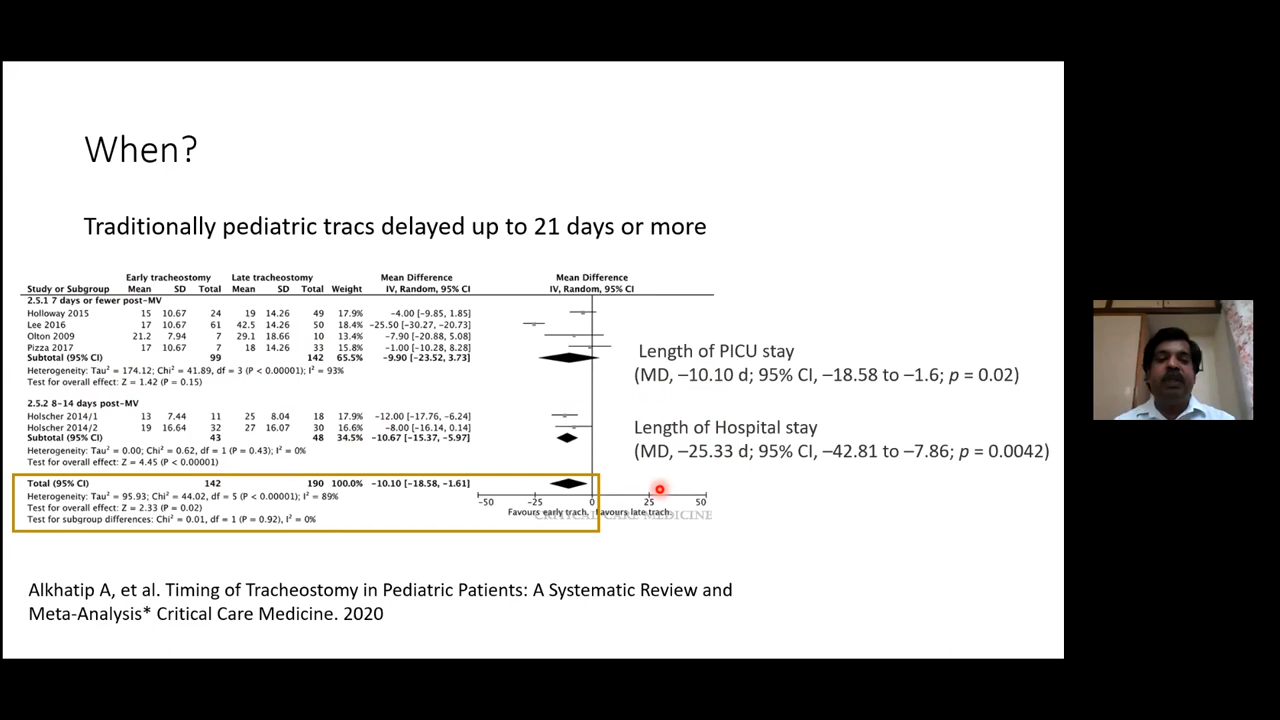 When?
Traditionally pediatric tracs delayed up to 21 days or more
Early tracheostomy Late tracheostomy Mean Difference Mean Difference
Study or Subgroup Mean SD Total Mean SD Total Weight IV, Random, 95% CI IV, Random, 95% CI
2.5.1 7 days or fewer post-MV
Holloway 2015 15 10.67 24 19 14.26 49 17.9% -4.00 [-9.85, 1.85]
Lee 2016 17 10.67 61 42.5 14.26 50 18.4% -25.50 [-30.27, -20.73]
Olton 2009 21.2 7.94 7 29.1 18.66 10 13.4% -7.90 [-20.88, 5.08]
Pizza 2017 17 10.67 7 18 14.26 33 15.8% -1.00 [-10.28, 8.28]
Subtotal (95% CI) 99 142 65.5% -9.90 [-23.52, 3.73]
Heterogeneity: Tau² = 174.12; Chi² = 41.89, df = 3 (P < 0.00001); I² = 93%
Test for overall effect: Z = 1.42 (P = 0.15)
2.5.2 8-14 days post-MV
Holscher 2014/1 13 7.44 11 25 8.04 18 17.9% -12.00 [-17.76, -6.24]
Holscher 2014/2 19 16.64 32 27 16.07 30 16.6% -8.00 [-16.14, 0.14]
Subtotal (95% CI) 43 48 34.5% -10.67 [-15.37, -5.97]
Heterogeneity: Tau² = 0.00; Chi² = 0.62, df = 1 (P = 0.43); I² = 0%
Test for overall effect: Z = 4.45 (P < 0.00001)
Total (95% CI) 142 190 100.0% -10.10 [-18.58, -1.61]
Heterogeneity: Tau² = 95.93; Chi² = 44.02, df = 5 (P < 0.00001); I² = 89%
Test for overall effect: Z = 2.33 (P = 0.02)
Test for subgroup differences: Chi² = 0.01, df = 1 (P = 0.92), I² = 0%
-50 -25 0 25 50
Favours early trach. Favours late trach.
CRITICAL CARE MEDICINE
Length of PICU stay
(MD, –10.10 d; 95% CI, –18.58 to –1.6; p = 0.02)
Length of Hospital stay
(MD, –25.33 d; 95% CI, –42.81 to –7.86; p = 0.0042)
Alkhatip A, et al. Timing of Tracheostomy in Pediatric Patients: A Systematic Review and
Meta-Analysis* Critical Care Medicine. 2020